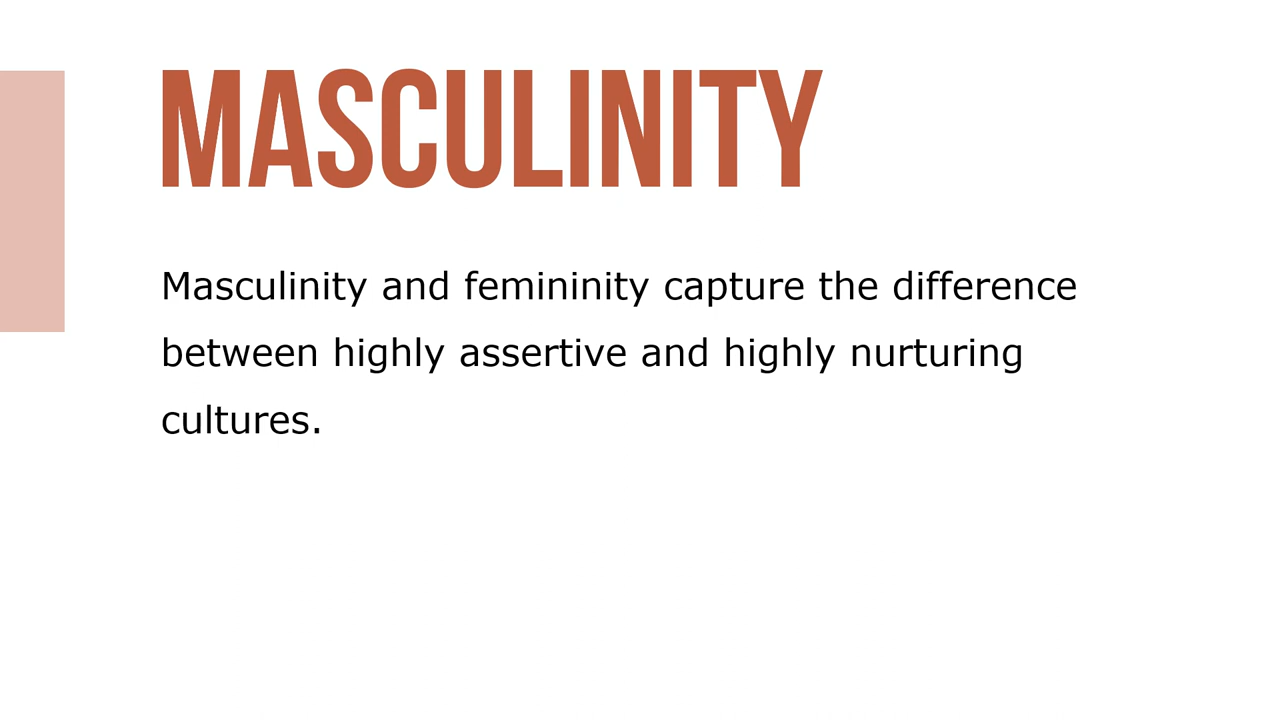 MASCULINITY
Masculinity and femininity capture the difference
between highly assertive and highly nurturing
cultures.